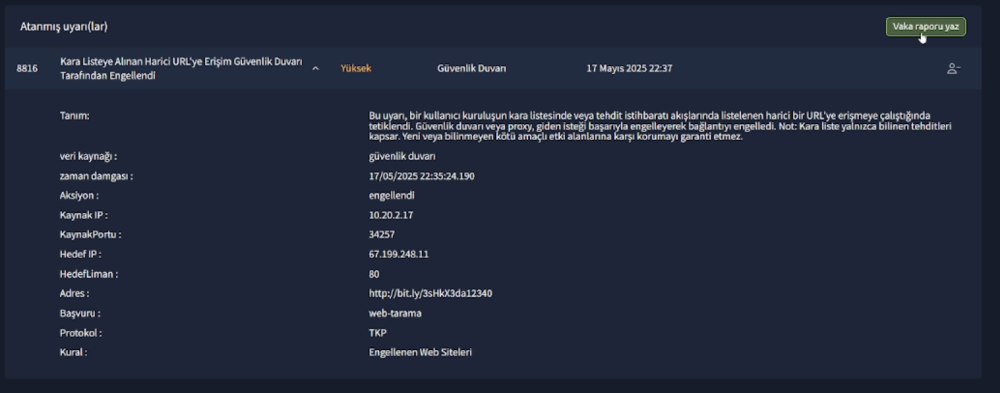 Atanmış uyarı(lar)
Vaka raporu yaz
8816
Kara Listeye Alınan Harici URL'ye Erişim Güvenlik Duvarı
Tarafından Engellendi
Yüksek
Güvenlik Duvarı
17 Mayıs 2025 22:37
Tanım:
Bu uyarı, bir kullanıcı kuruluşun kara listesinde veya tehdit istihbaratı akışlarında listelenen harici bir URL'ye erişmeye çalıştığında
tetiklendi. Güvenlik duvarı veya proxy, giden isteği başarıyla engelleyerek bağlantıyı engelledi. Not: Kara liste yalnızca bilinen tehditleri
kapsar. Yeni veya bilinmeyen kötü amaçlı etki alanlarına karşı korumayı garanti etmez.
veri kaynağı :
güvenlik duvarı
zaman damgası :
17/05/2025 22:35:24.190
Aksiyon :
engellendi
Kaynak IP :
10.20.2.17
KaynakPortu :
34257
Hedef IP :
67.199.248.11
HedefLiman :
80
Adres :
http://bit.ly/3sHkX3da12340
Başvuru :
web-tarama
Protokol :
TKP
Kural :
Engellenen Web Siteleri